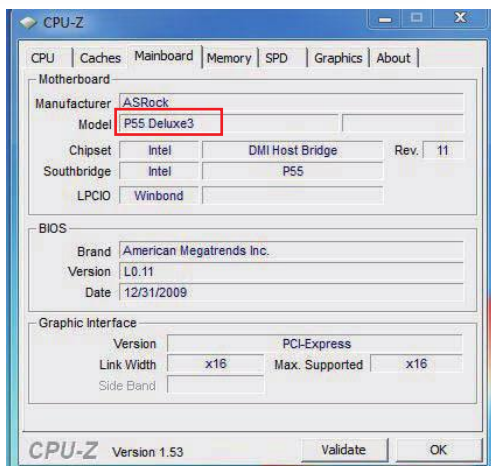 CPU-Z
CPU Caches Mainboard Memory SPD Graphics About
Motherboard
Manufacturer ASRock
Model P55 Deluxe3
Chipset Intel DMI Host Bridge Rev. 11
Southbridge Intel P55
LPCIO Winbond
BIOS
Brand American Megatrends Inc.
Version L0.11
Date 12/31/2009
Graphic Interface
Version PCI-Express
Link Width x16 Max. Supported x16
Side Band
CPU-Z Version 1.53 Validate OK